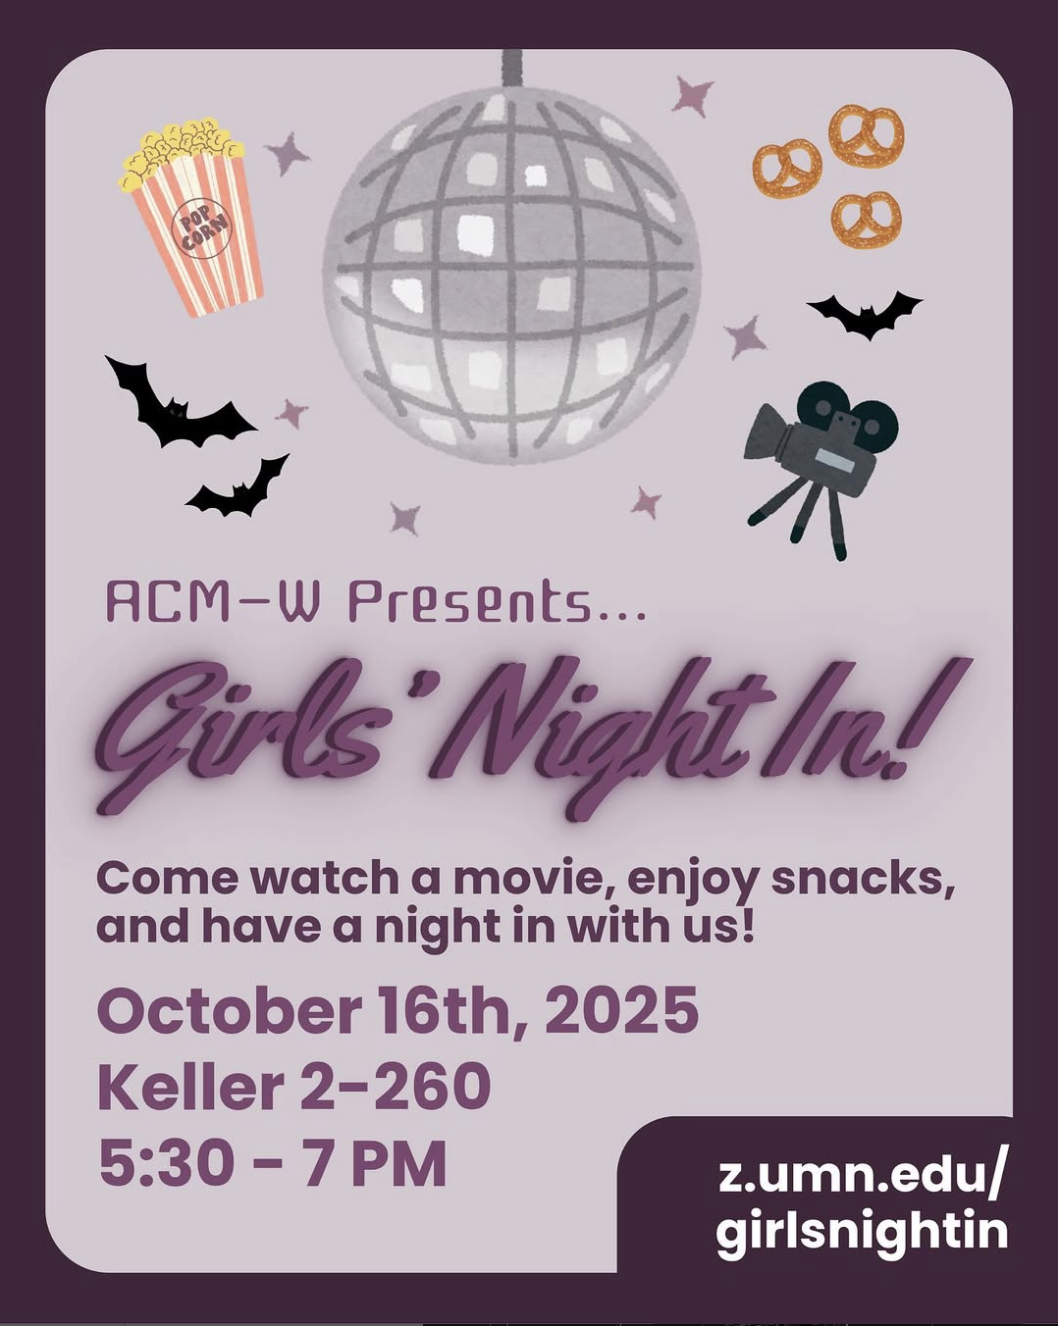 POP
CORN
ACM-W Presents...
Girls' Night In!
Come watch a movie, enjoy snacks,
and have a night in with us!
October 16th, 2025
Keller 2-260
5:30 - 7 PM
z.umn.edu/
girlsnightin